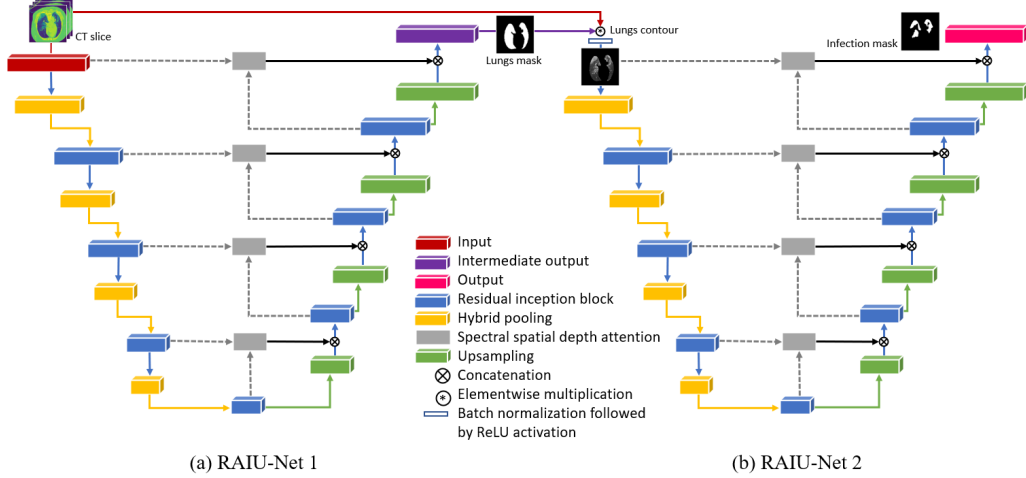 CT slice
Lungs mask
Lungs contour
Infection mask
Input
Intermediate output
Output
Residual inception block
Hybrid pooling
Spectral spatial depth attention
Upsampling
Concatenation
Elementwise multiplication
Batch normalization followed
by ReLU activation
(a) RAIU-Net 1
(b) RAIU-Net 2